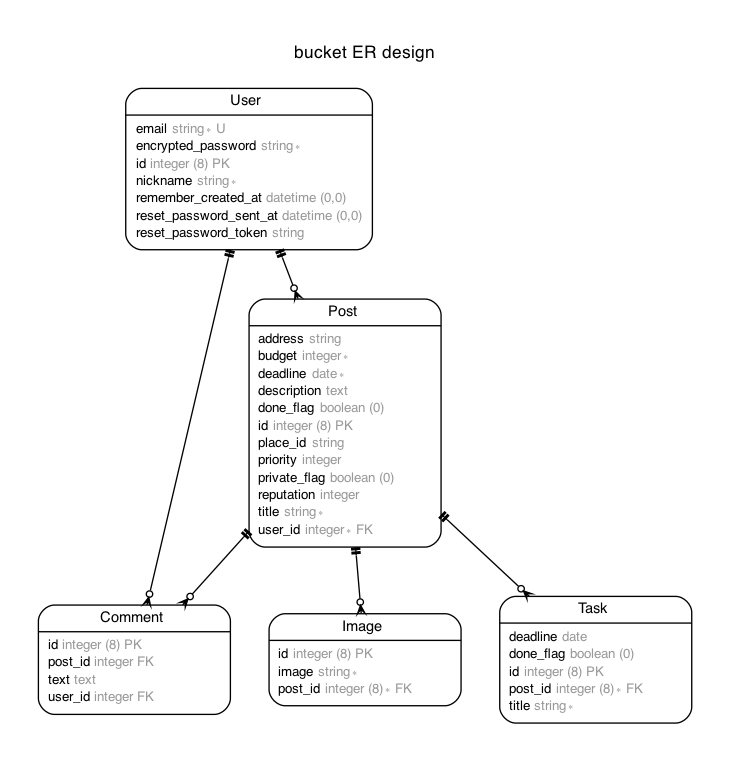 bucket ER design
User
email string* U
encrypted_password string*
id integer (8) PK
nickname string*
remember_created_at datetime (0,0)
reset_password_sent_at datetime (0,0)
reset_password_token string
Post
address string
budget integer*
deadline date*
description text
done_flag boolean (0)
id integer (8) PK
place_id string
priority integer
private_flag boolean (0)
reputation integer
title string*
user_id integer* FK
Comment
id integer (8) PK
post_id integer FK
text text
user_id integer FK
Image
id integer (8) PK
image string*
post_id integer (8)* FK
Task
deadline date
done_flag boolean (0)
id integer (8) PK
post_id integer (8)* FK
title string*